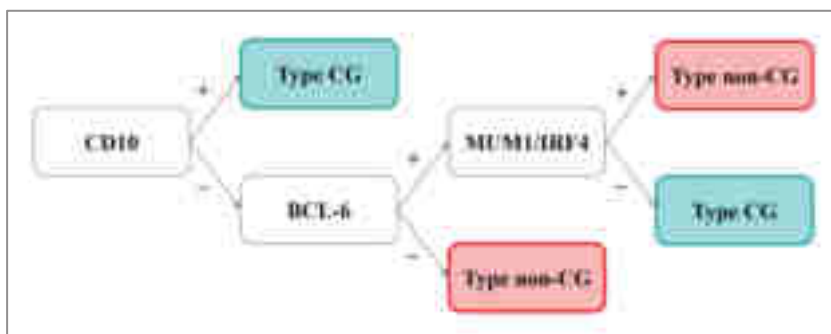 Type CG
Type non-CG
+
+
CD10
+
MUM1/IRF4
−
−
BCL-6
Type CG
−
Type non-CG